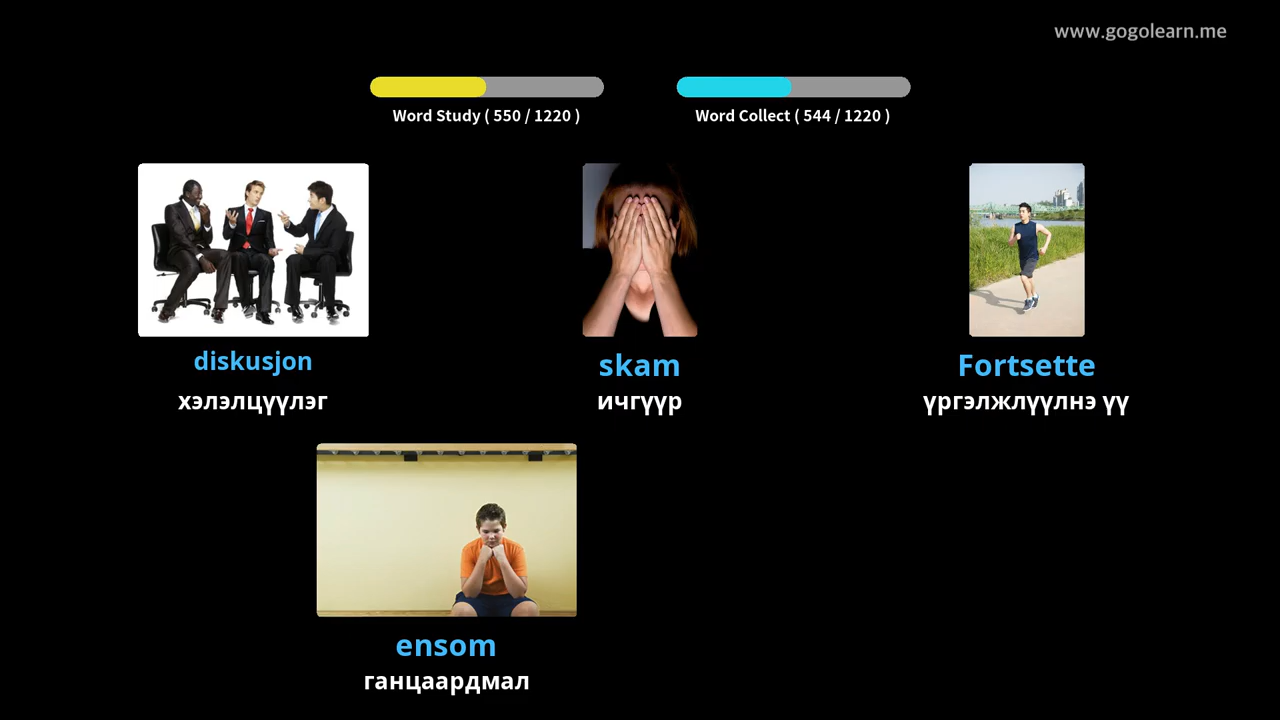 www.gogolearn.me
Word Study ( 550 / 1220 )
Word Collect ( 544 / 1220 )
diskusjon
хэлэлцүүлэг
skam
ичгүүр
Fortsette
үргэлжлүүлнэ үү
ensom
ганцаардмал